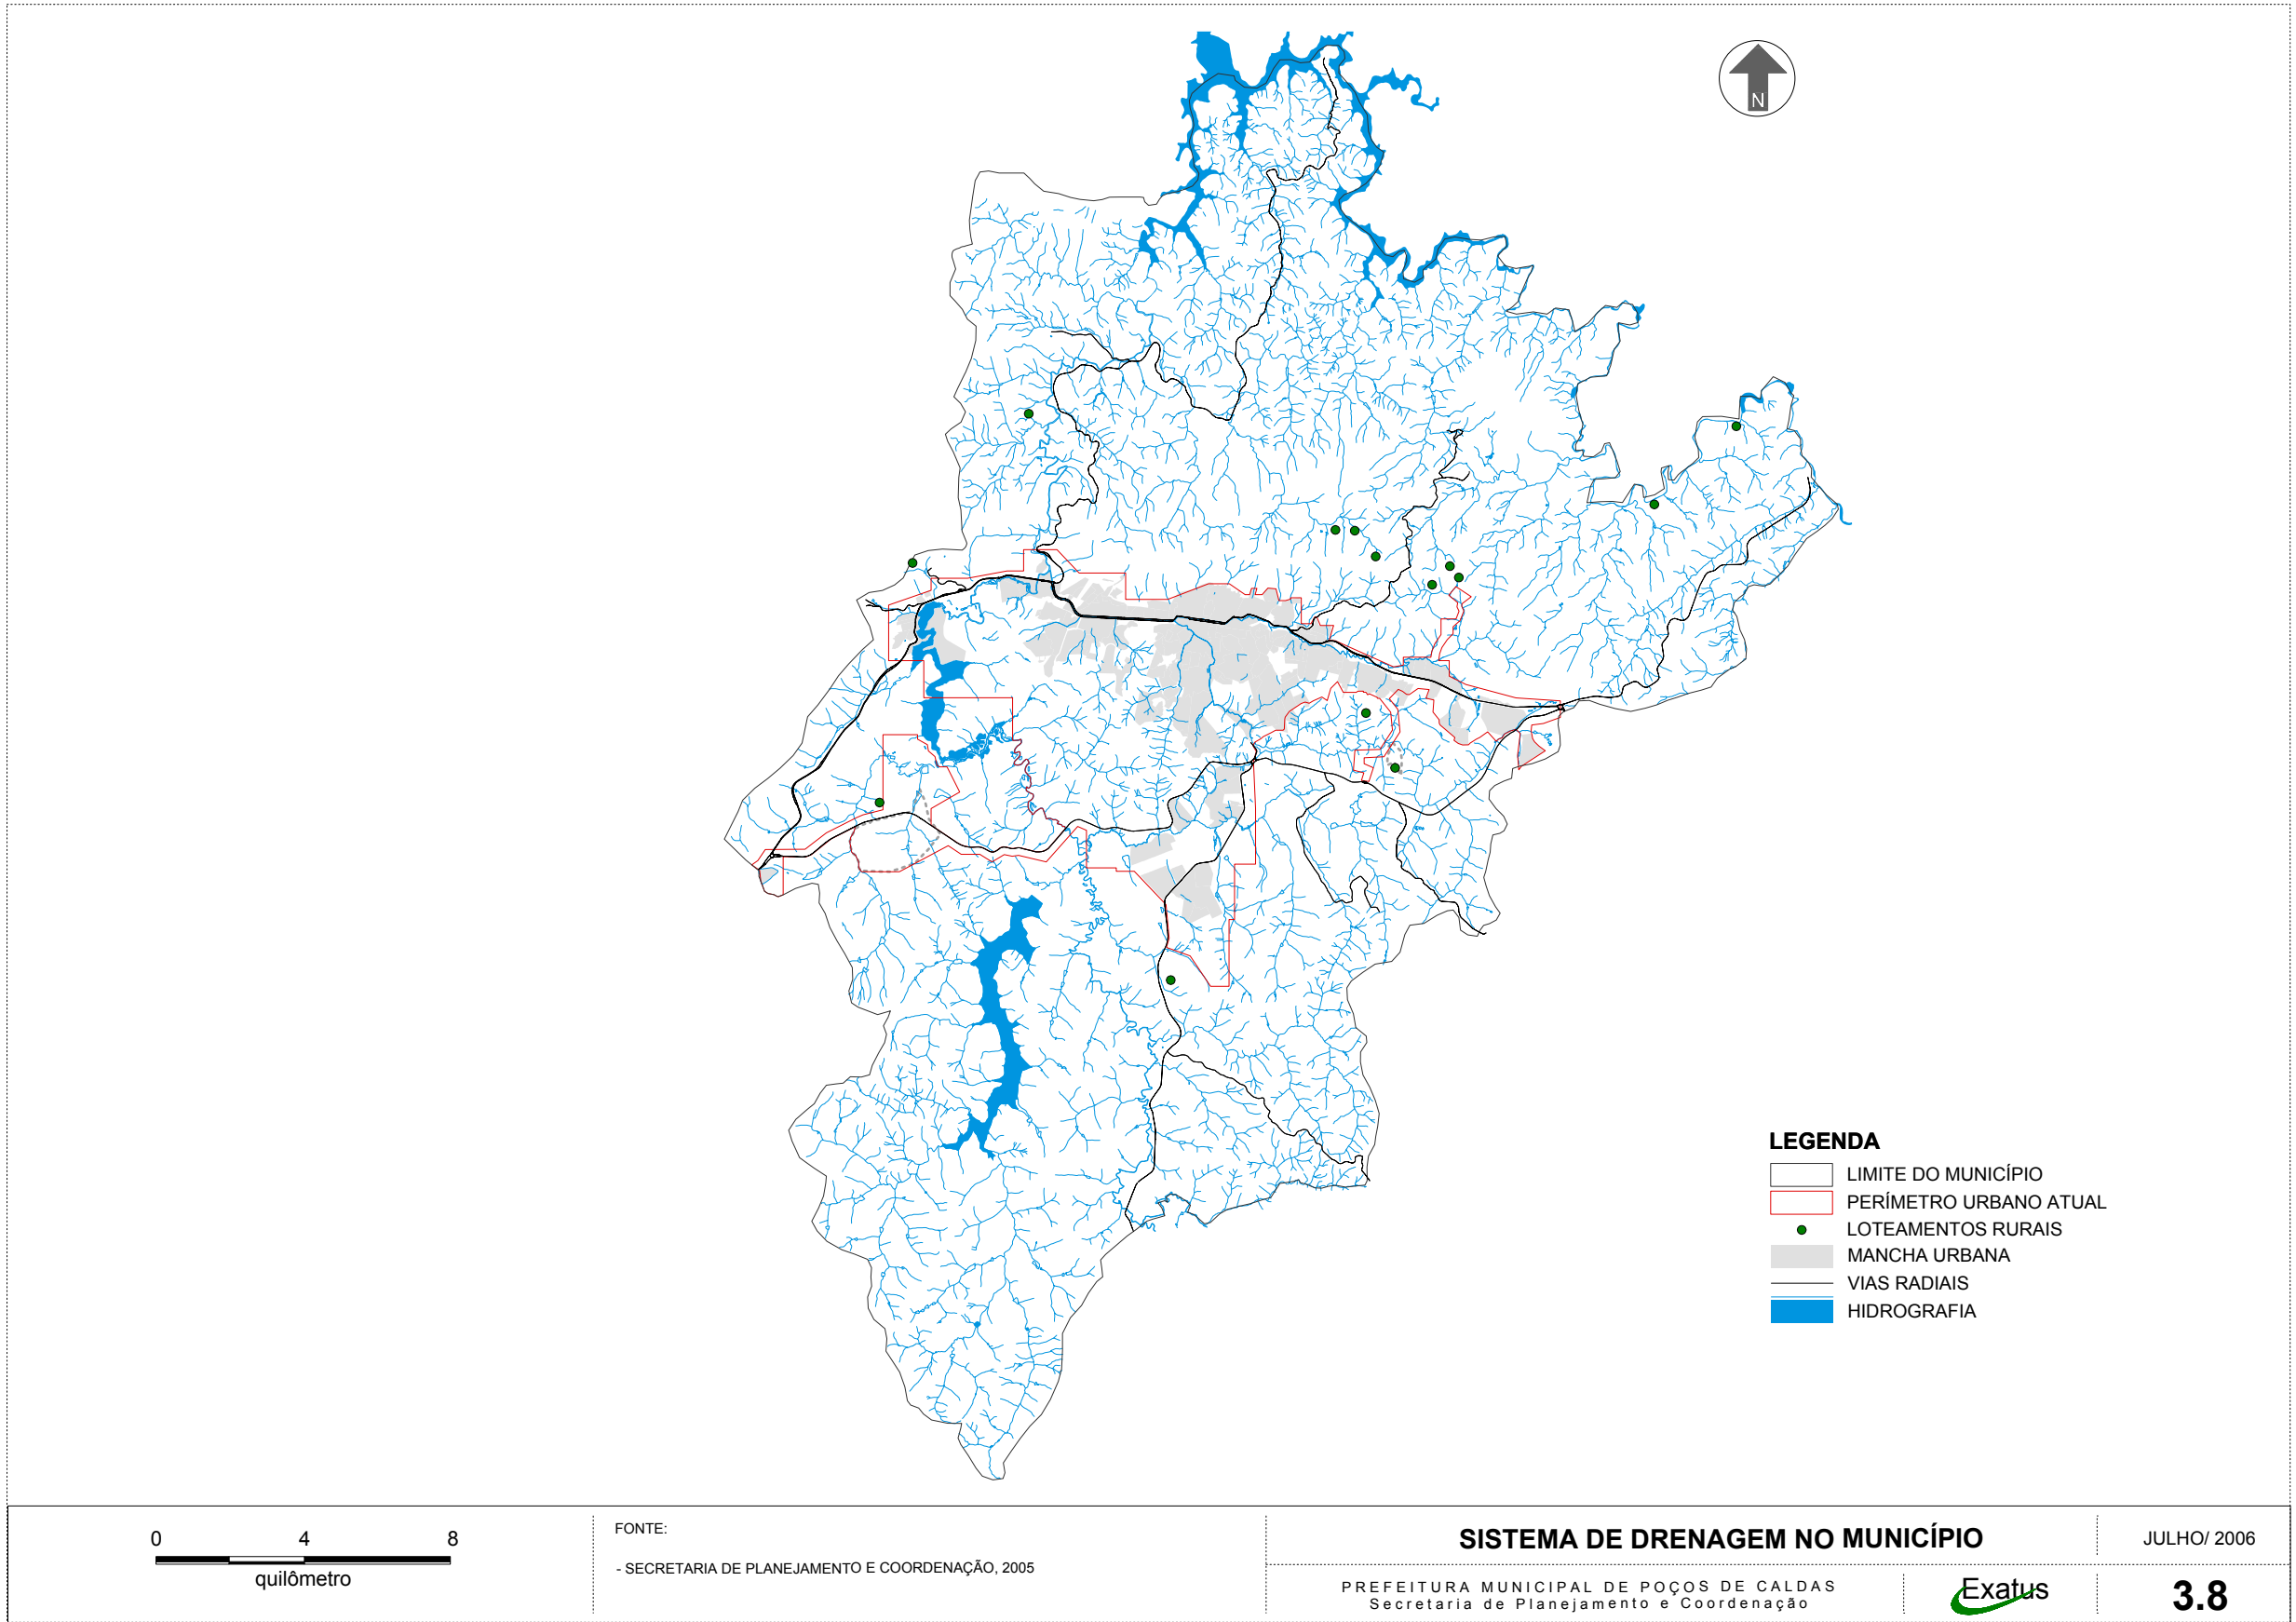 N
LEGENDA
LIMITE DO MUNICÍPIO
PERÍMETRO URBANO ATUAL
LOTEAMENTOS RURAIS
MANCHA URBANA
VIAS RADIAIS
HIDROGRAFIA
0 4 8
quilômetro
FONTE:
- SECRETARIA DE PLANEJAMENTO E COORDENAÇÃO, 2005
SISTEMA DE DRENAGEM NO MUNICÍPIO
JULHO/ 2006
PREFEITURA MUNICIPAL DE POÇOS DE CALDAS
Secretaria de Planejamento e Coordenação
Exatus
3.8